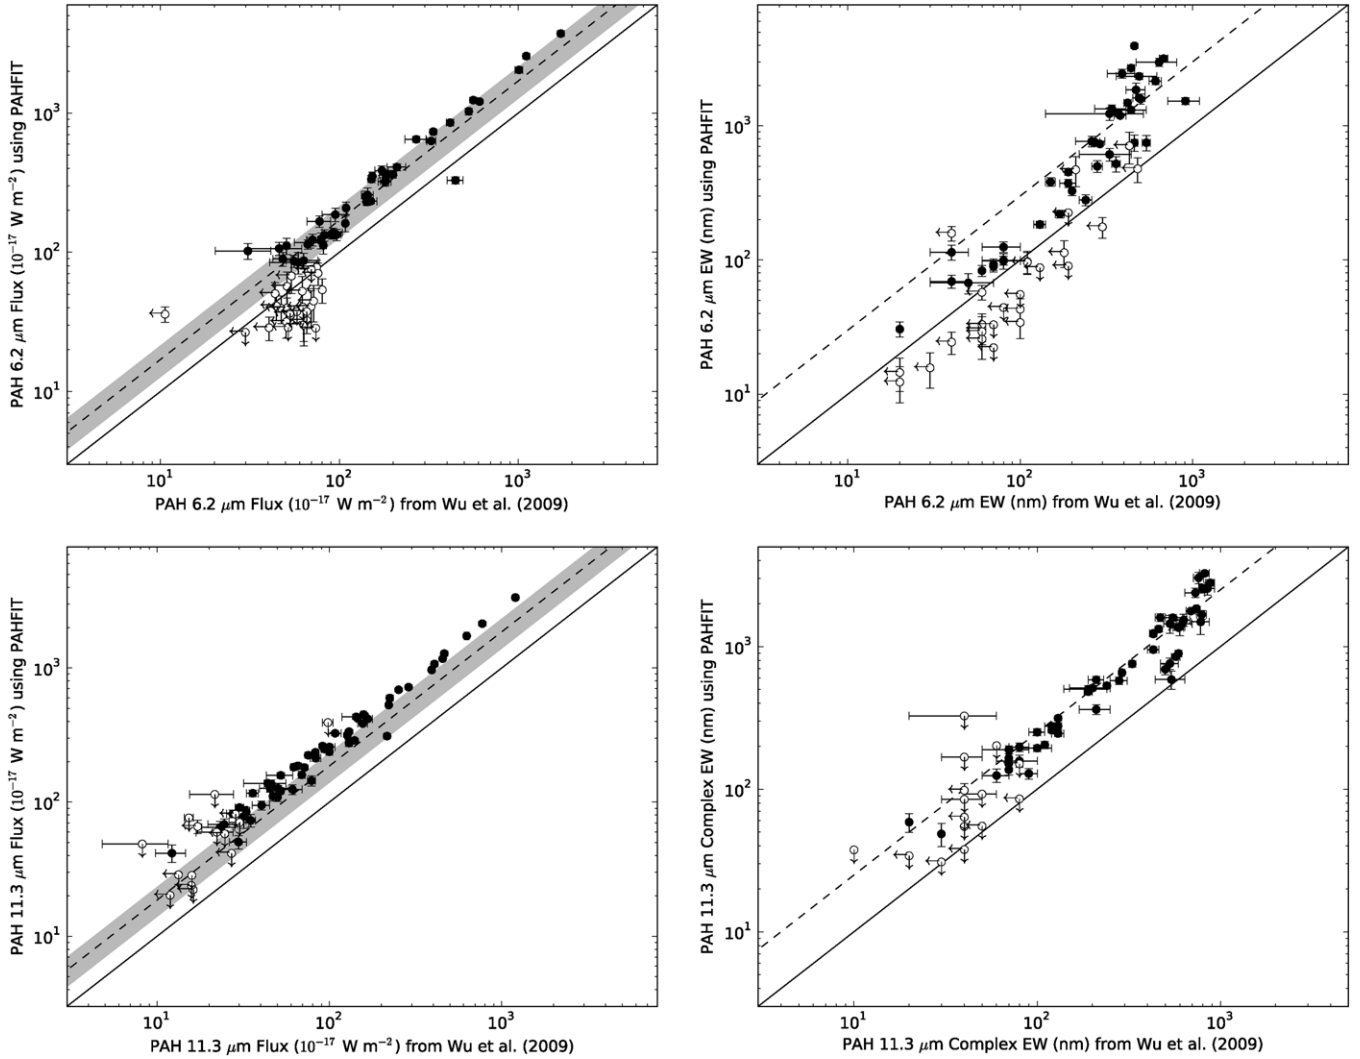 PAH 6.2 μm Flux (10⁻¹⁷ W m⁻²) using PAHFIT
10³
10²
10¹
10¹ 10² 10³
PAH 6.2 μm Flux (10⁻¹⁷ W m⁻²) from Wu et al. (2009)
PAH 6.2 μm EW (nm) using PAHFIT
10³
10²
10¹
10¹ 10² 10³
PAH 6.2 μm EW (nm) from Wu et al. (2009)
PAH 11.3 μm Flux (10⁻¹⁷ W m⁻²) using PAHFIT
10³
10²
10¹
10¹ 10² 10³
PAH 11.3 μm Flux (10⁻¹⁷ W m⁻²) from Wu et al. (2009)
PAH 11.3 μm Complex EW (nm) using PAHFIT
10³
10²
10¹
10¹ 10² 10³
PAH 11.3 μm Complex EW (nm) from Wu et al. (2009)